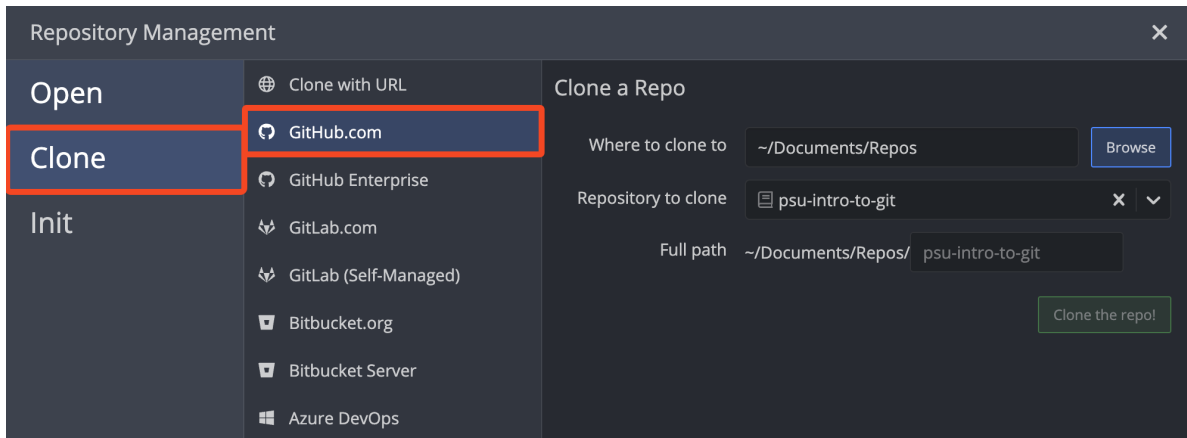 Repository Management
Open
Clone
Init
Clone with URL
GitHub.com
GitHub Enterprise
GitLab.com
GitLab (Self-Managed)
Bitbucket.org
Bitbucket Server
Azure DevOps
Clone a Repo
Where to clone to ~/Documents/Repos Browse
Repository to clone psu-intro-to-git
Full path ~/Documents/Repos/ psu-intro-to-git
Clone the repo!